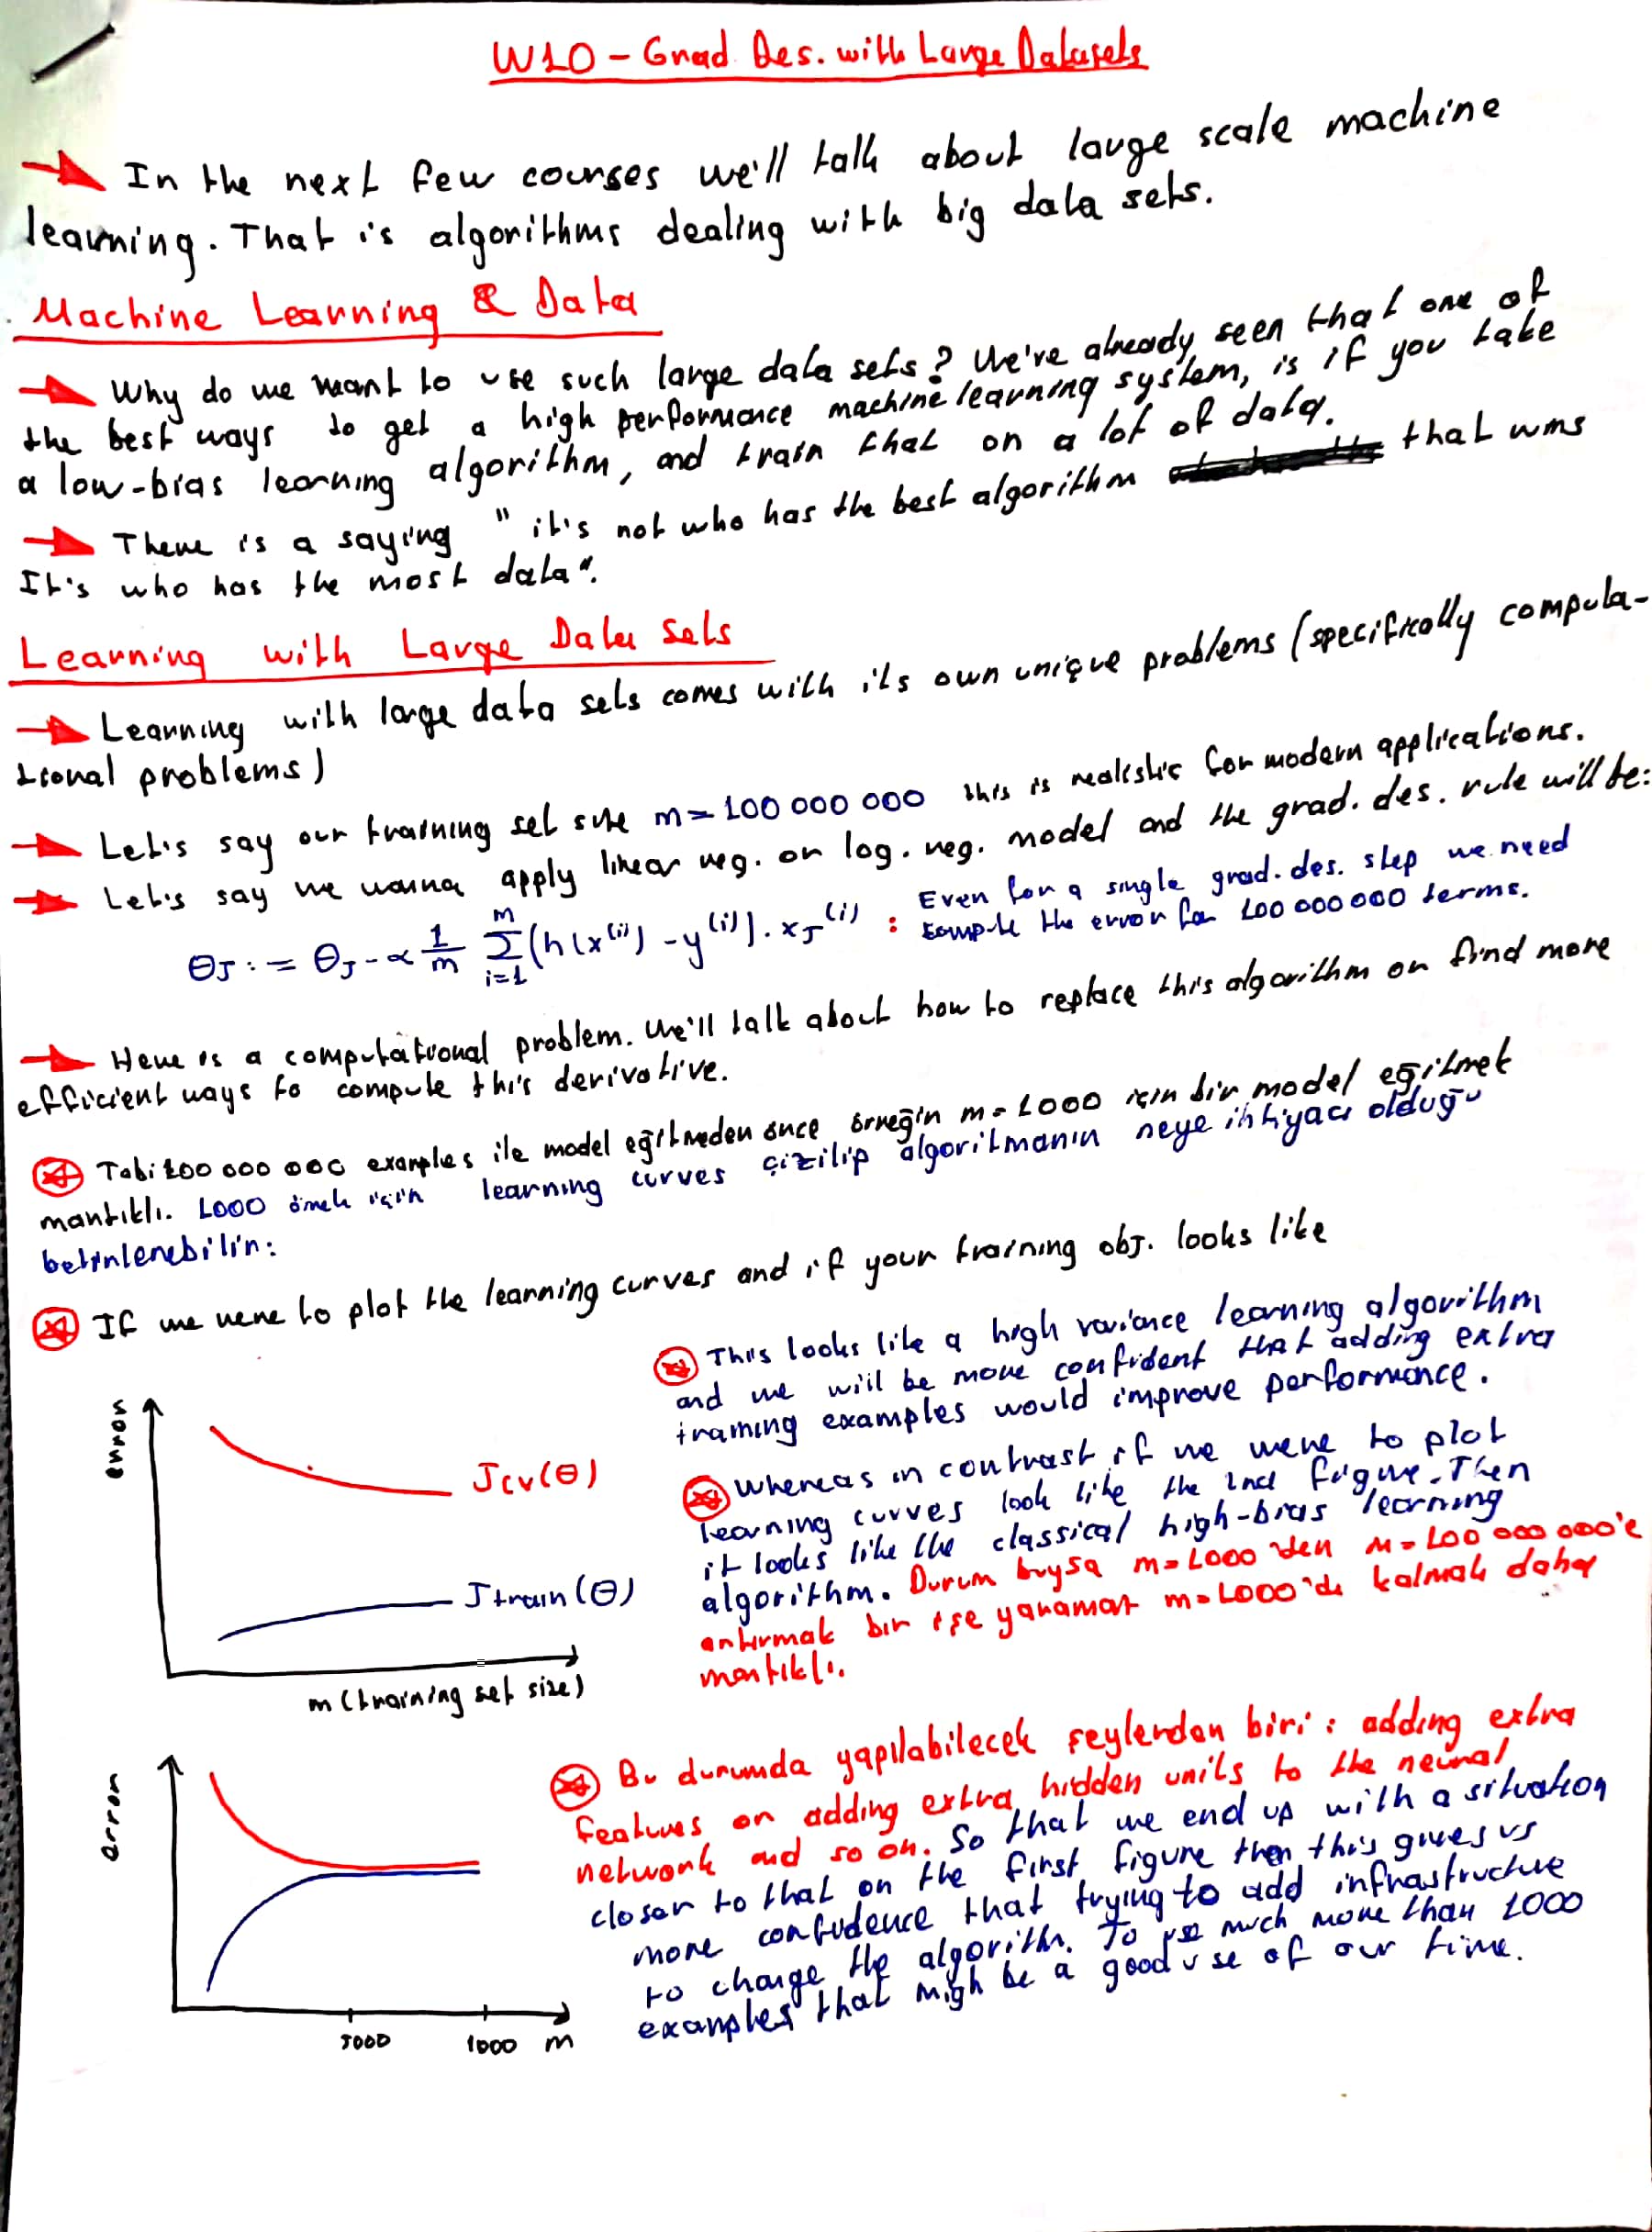 W10 - Grad Des. with Large Datasets
In the next few courses we'll talk about large scale machine
learning. That is algorithms dealing with big data sets.
Machine Learning & Data
Why do we want to use such large data sets? We've already seen that one of
the best ways to get a high performance machine learning system, is if you take
a low-bias learning algorithm, and train that on a lot of data.
There is a saying "it's not who has the best algorithm that wins
It's who has the most data".
Learning with Large Data Sets
Learning with large data sets comes with its own unique problems (specifically computa-
tional problems)
Let's say our training set size m = 100 000 000 this is realistic for modern applications.
Let's say we wanna apply linear reg. or log. reg. model and the grad. des. rule will be:
θJ := θJ - α 1/m Σ i=1 m (h(x(i)) - y(i)). xJ(i) : Even for a single grad. des. step we need
compute the error for 100 000 000 terms.
Here is a computational problem. We'll talk about how to replace this algorithm or find more
efficient ways to compute this derivative.
Tabi 100 000 000 examples ile model eğitmeden önce örneğin m = 1000 için bir model eğitmek
mantıklı. 1000 örnek için learning curves çizilip algoritmanın neye ihtiyacı olduğu
belirlenebilir:
If we were to plot the learning curves and if your training obj. looks like
This looks like a high variance learning algorithm
and we will be more confident that adding extra
training examples would improve performance.
error
Jcv(θ)
Jtrain(θ)
m (training set size)
Whereas in contrast if we were to plot
learning curves look like the 2nd figure. Then
it looks like the classical high-bias learning
algorithm. Durum buysa m=1000'den m=100 000 000'e
artırmak bir işe yaramaz m=1000'de kalmak daha
mantıklı.
Bu durumda yapılabilecek şeylerden biri: adding extra
features or adding extra hidden units to the neural
network and so on. So that we end up with a situation
closer to that on the first figure then this gives us
more confidence that trying to add infrastructure
to change the algorithm. To use much more than 1000
examples that migh be a good use of our time.
error
1000 m